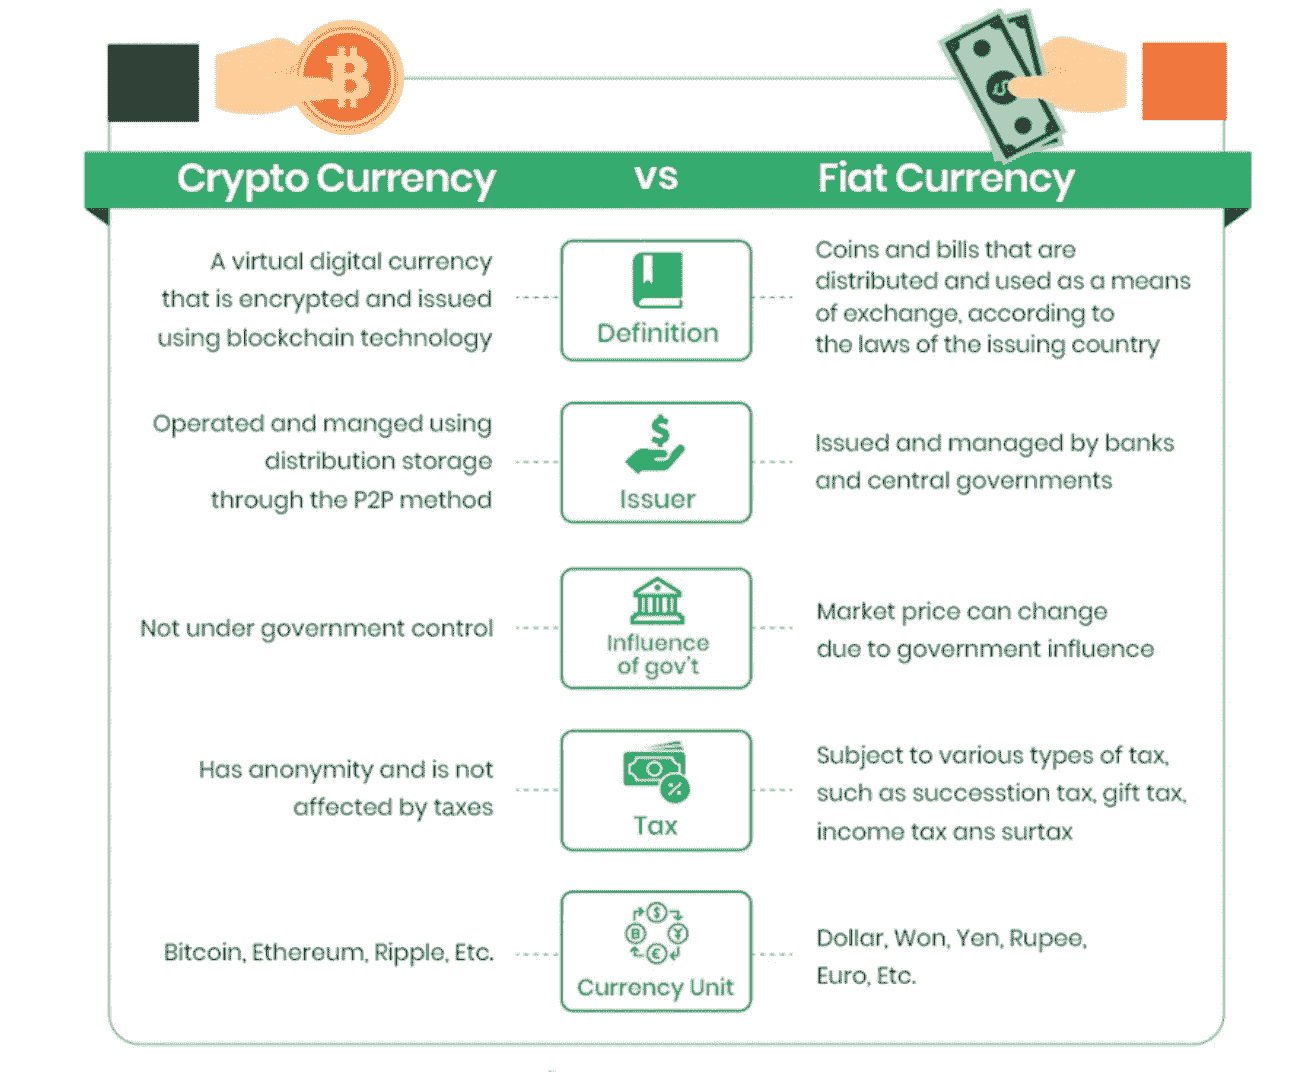 Crypto Currency vs Fiat Currency
A virtual digital currency
that is encrypted and issued
using blockchain technology
Definition
Coins and bills that are
distributed and used as a means
of exchange, according to
the laws of the issuing country
Operated and manged using
distribution storage
through the P2P method
$
Issuer
Issued and managed by banks
and central governments
Not under government control
Influence
of gov't
Market price can change
due to government influence
Has anonymity and is not
affected by taxes
%
Tax
Subject to various types of tax,
such as successtion tax, gift tax,
income tax ans surtax
Bitcoin, Ethereum, Ripple, Etc.
$
B ¥
€
Currency Unit
Dollar, Won, Yen, Rupee,
Euro, Etc.